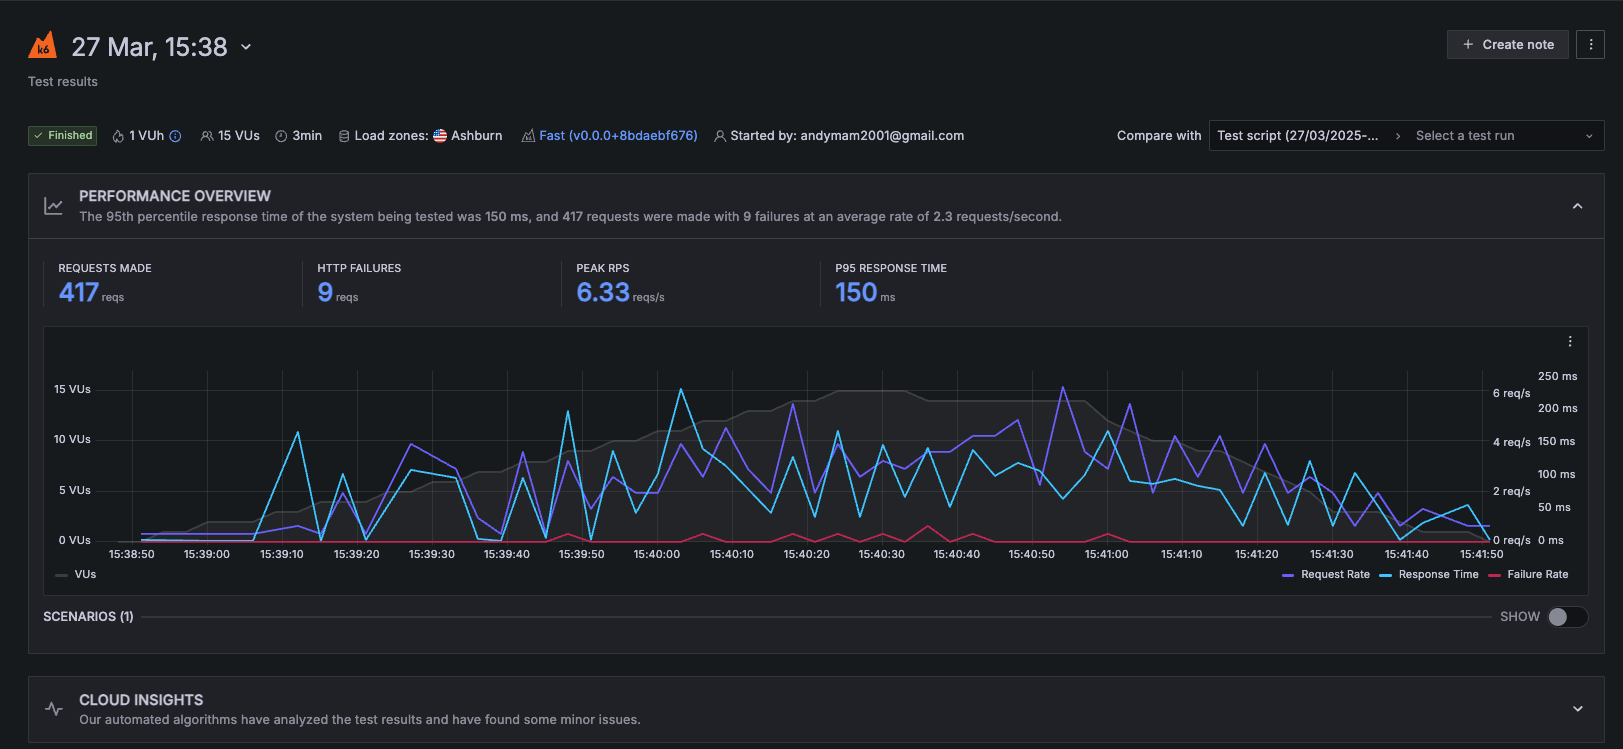 k6
27 Mar, 15:38
Create note
Test results
Finished
1 VUh
15 VUs
3min
Load zones: Ashburn
Fast (v0.0.0+8bdaebf676)
Started by: andymam2001@gmail.com
Compare with
Test script (27/03/2025-...
Select a test run
PERFORMANCE OVERVIEW
The 95th percentile response time of the system being tested was 150 ms, and 417 requests were made with 9 failures at an average rate of 2.3 requests/second.
REQUESTS MADE
417 reqs
HTTP FAILURES
9 reqs
PEAK RPS
6.33 reqs/s
P95 RESPONSE TIME
150 ms
15 VUs
10 VUs
5 VUs
0 VUs
6 req/s
4 req/s
2 req/s
0 req/s
250 ms
200 ms
150 ms
100 ms
50 ms
0 ms
15:38:50 15:39:00 15:39:10 15:39:20 15:39:30 15:39:40 15:39:50 15:40:00 15:40:10 15:40:20 15:40:30 15:40:40 15:40:50 15:41:00 15:41:10 15:41:20 15:41:30 15:41:40 15:41:50
VUs
Request Rate Response Time Failure Rate
SCENARIOS (1)
SHOW
CLOUD INSIGHTS
Our automated algorithms have analyzed the test results and have found some minor issues.